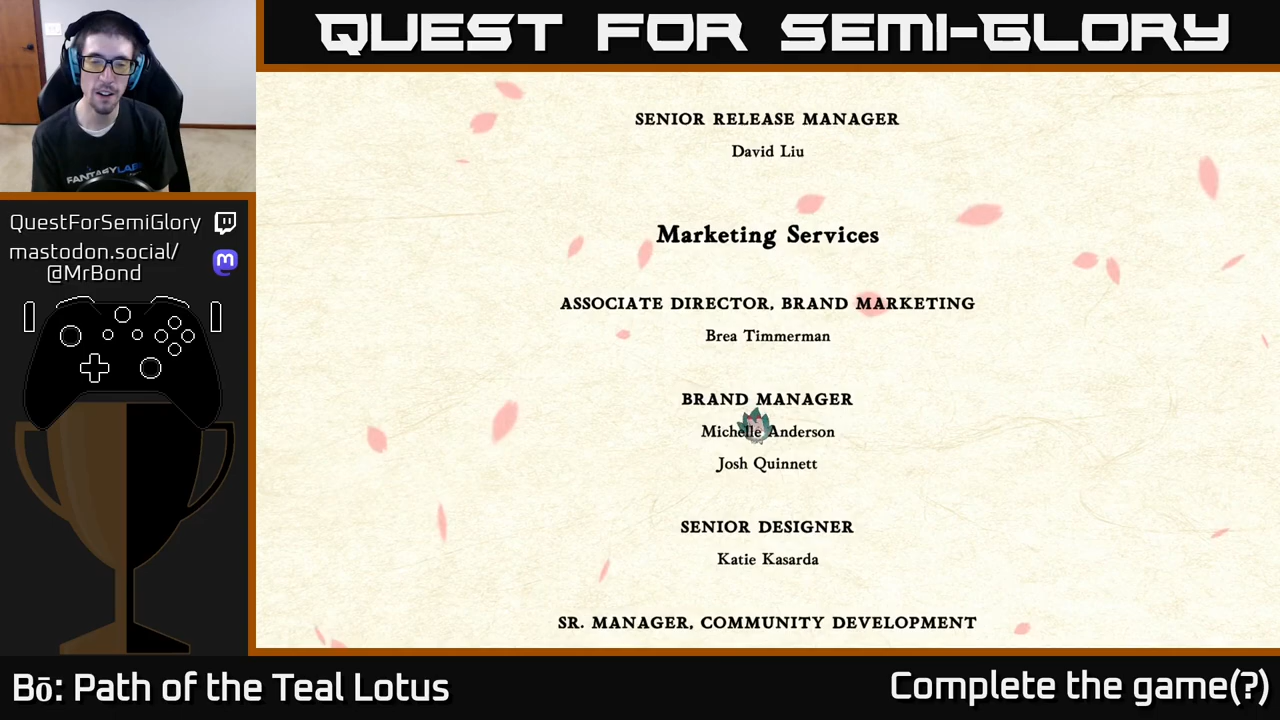 QUEST FOR SEMI-GLORY
FANTASYLABS
QuestForSemiGlory
mastodon.social/
@MrBond
SENIOR RELEASE MANAGER
David Liu
Marketing Services
ASSOCIATE DIRECTOR, BRAND MARKETING
Brea Timmerman
BRAND MANAGER
Michelle Anderson
Josh Quinnett
SENIOR DESIGNER
Katie Kasarda
SR. MANAGER, COMMUNITY DEVELOPMENT
Bō: Path of the Teal Lotus
Complete the game(?)